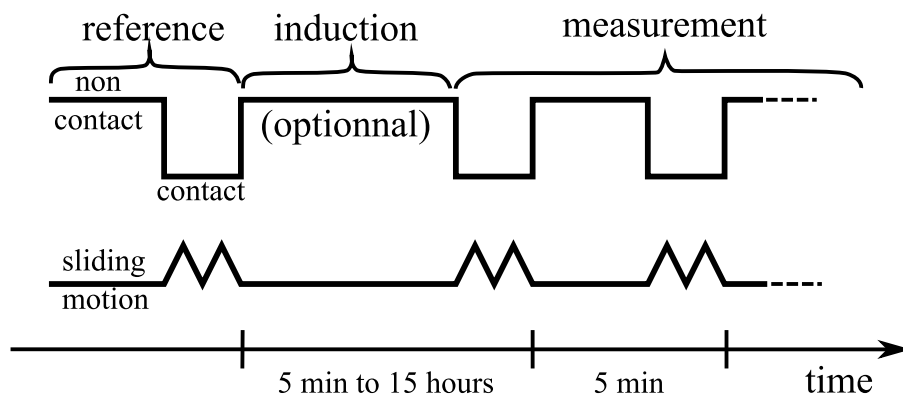 reference
induction
measurement
non
contact
(optionnal)
contact
sliding
motion
5 min to 15 hours
5 min
time